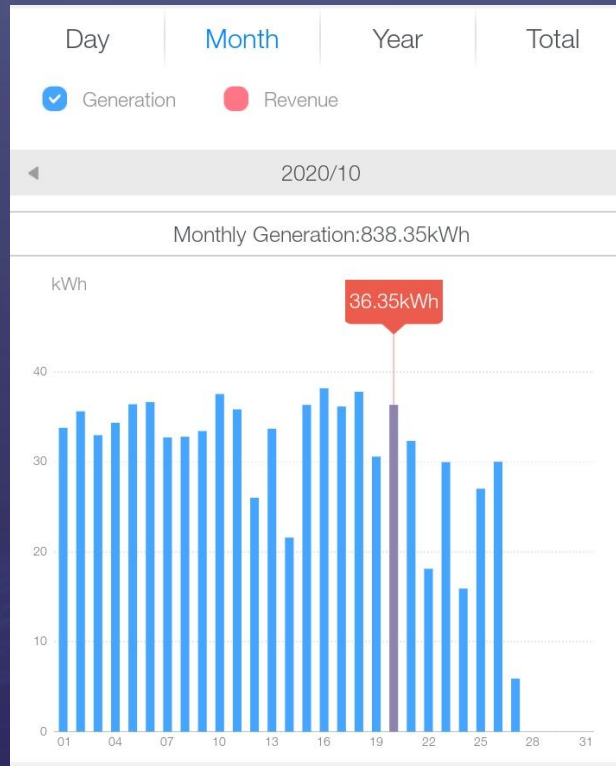 Day Month Year Total
Generation Revenue
2020/10
Monthly Generation:838.35kWh
kWh
36.35kWh
40
30
20
10
0
01 04 07 10 13 16 19 22 25 28 31